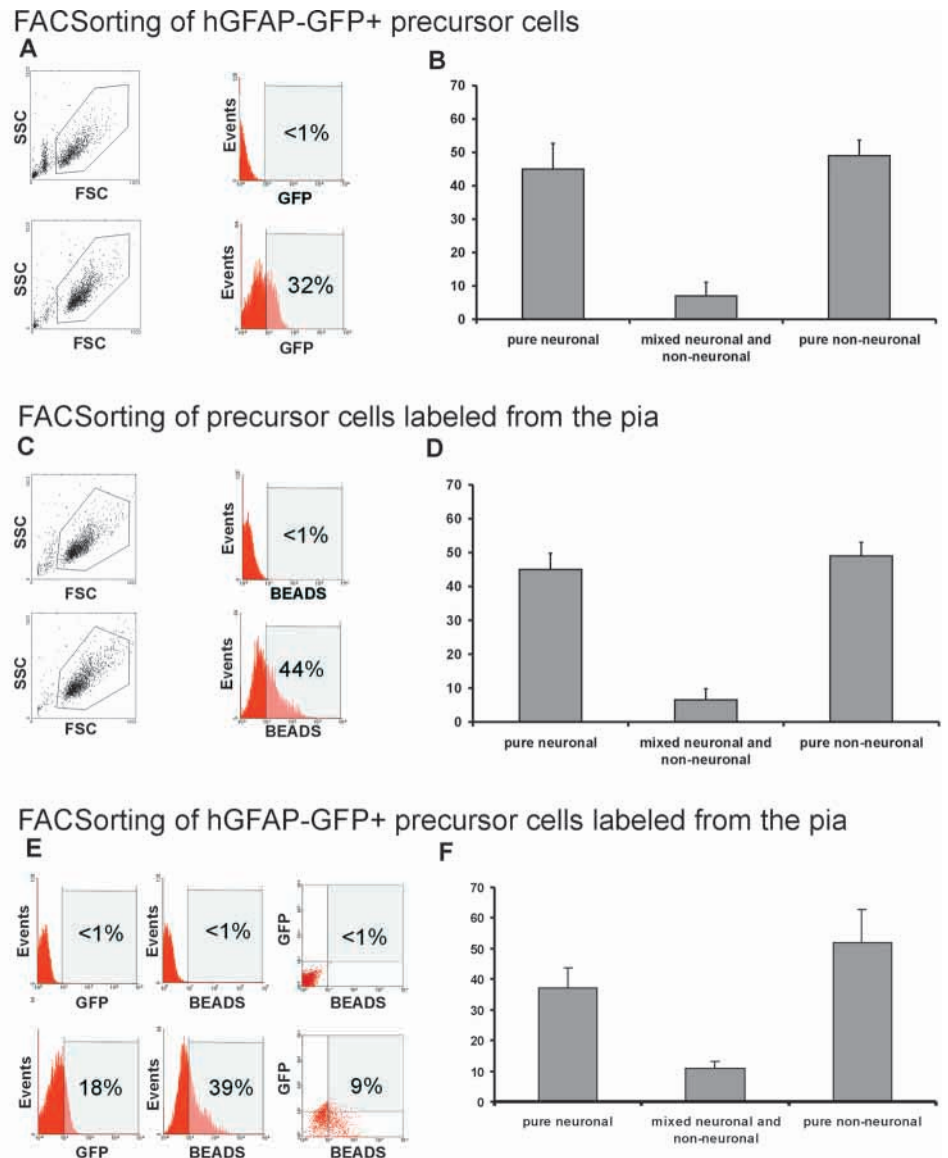 FACSorting of hGFAP-GFP+ precursor cells
A
SSC
FSC
Events
<1%
GFP
SSC
FSC
Events
32%
GFP
B
70
60
50
40
30
20
10
0
pure neuronal
mixed neuronal and
non-neuronal
pure non-neuronal
FACSorting of precursor cells labeled from the pia
C
SSC
FSC
Events
<1%
BEADS
SSC
FSC
Events
44%
BEADS
D
70
60
50
40
30
20
10
0
pure neuronal
mixed neuronal and
non-neuronal
pure non-neuronal
FACSorting of hGFAP-GFP+ precursor cells labeled from the pia
E
Events
<1%
GFP
Events
<1%
BEADS
GFP
<1%
BEADS
Events
18%
GFP
Events
39%
BEADS
GFP
9%
BEADS
F
70
60
50
40
30
20
10
0
pure neuronal
mixed neuronal and
non-neuronal
pure non-neuronal